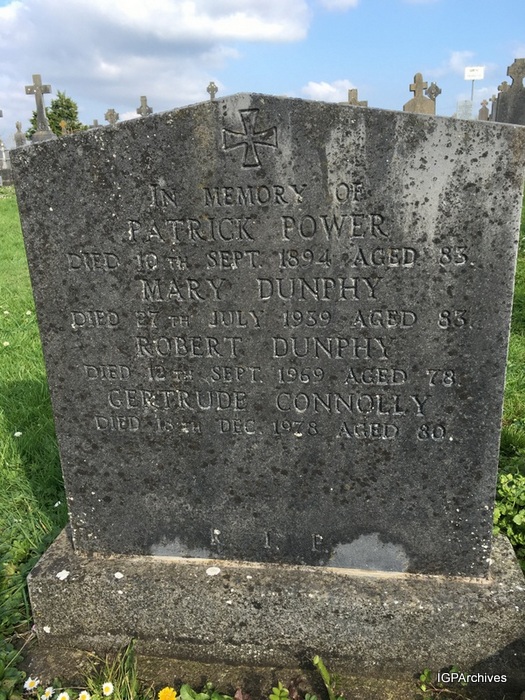 IN MEMORY OF
PATRICK POWER
DIED 10TH SEPT. 1894 AGED 83.
MARY DUNPHY
DIED 27TH JULY 1939 AGED 83.
ROBERT DUNPHY
DIED 12TH SEPT. 1969 AGED 78.
GERTRUDE CONNOLLY
DIED 18TH DEC. 1978 AGED 80.
R I P
IGPArchives